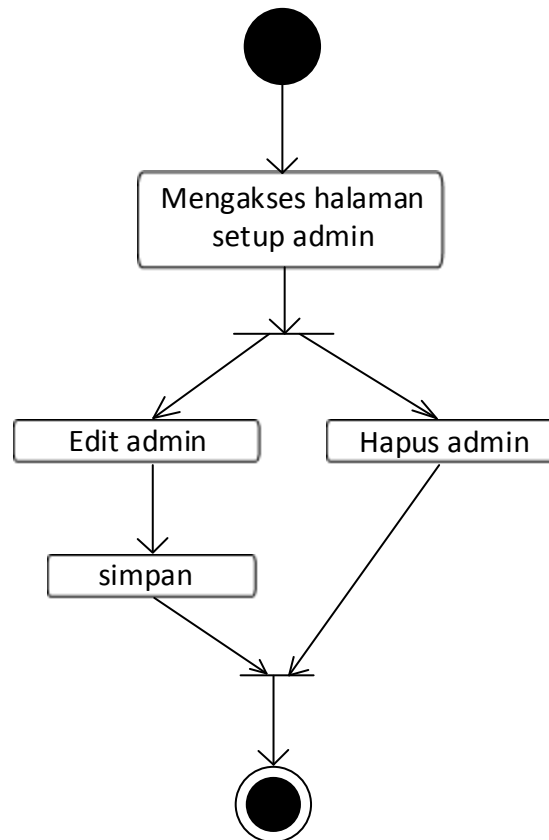 Mengakses halaman
setup admin
Edit admin
Hapus admin
simpan